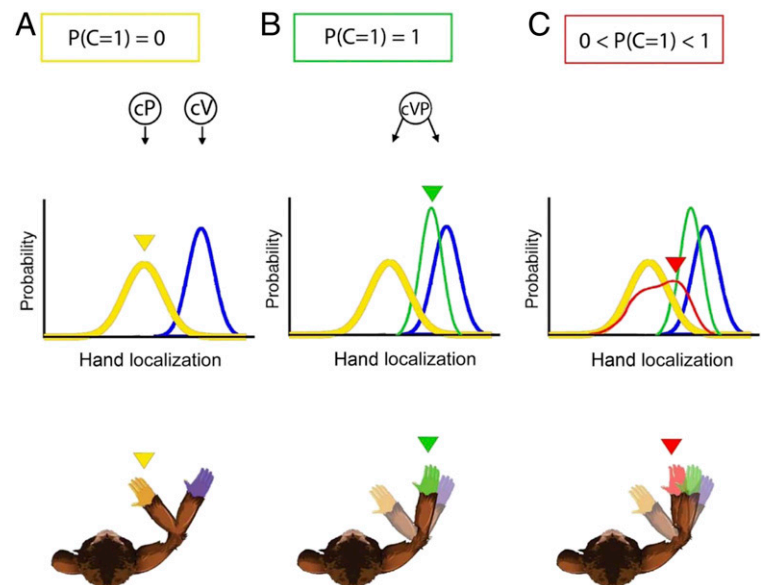 A
P(C=1) = 0
B
P(C=1) = 1
C
0 < P(C=1) < 1
cP
cV
cVP
Probability
Hand localization
Probability
Hand localization
Probability
Hand localization